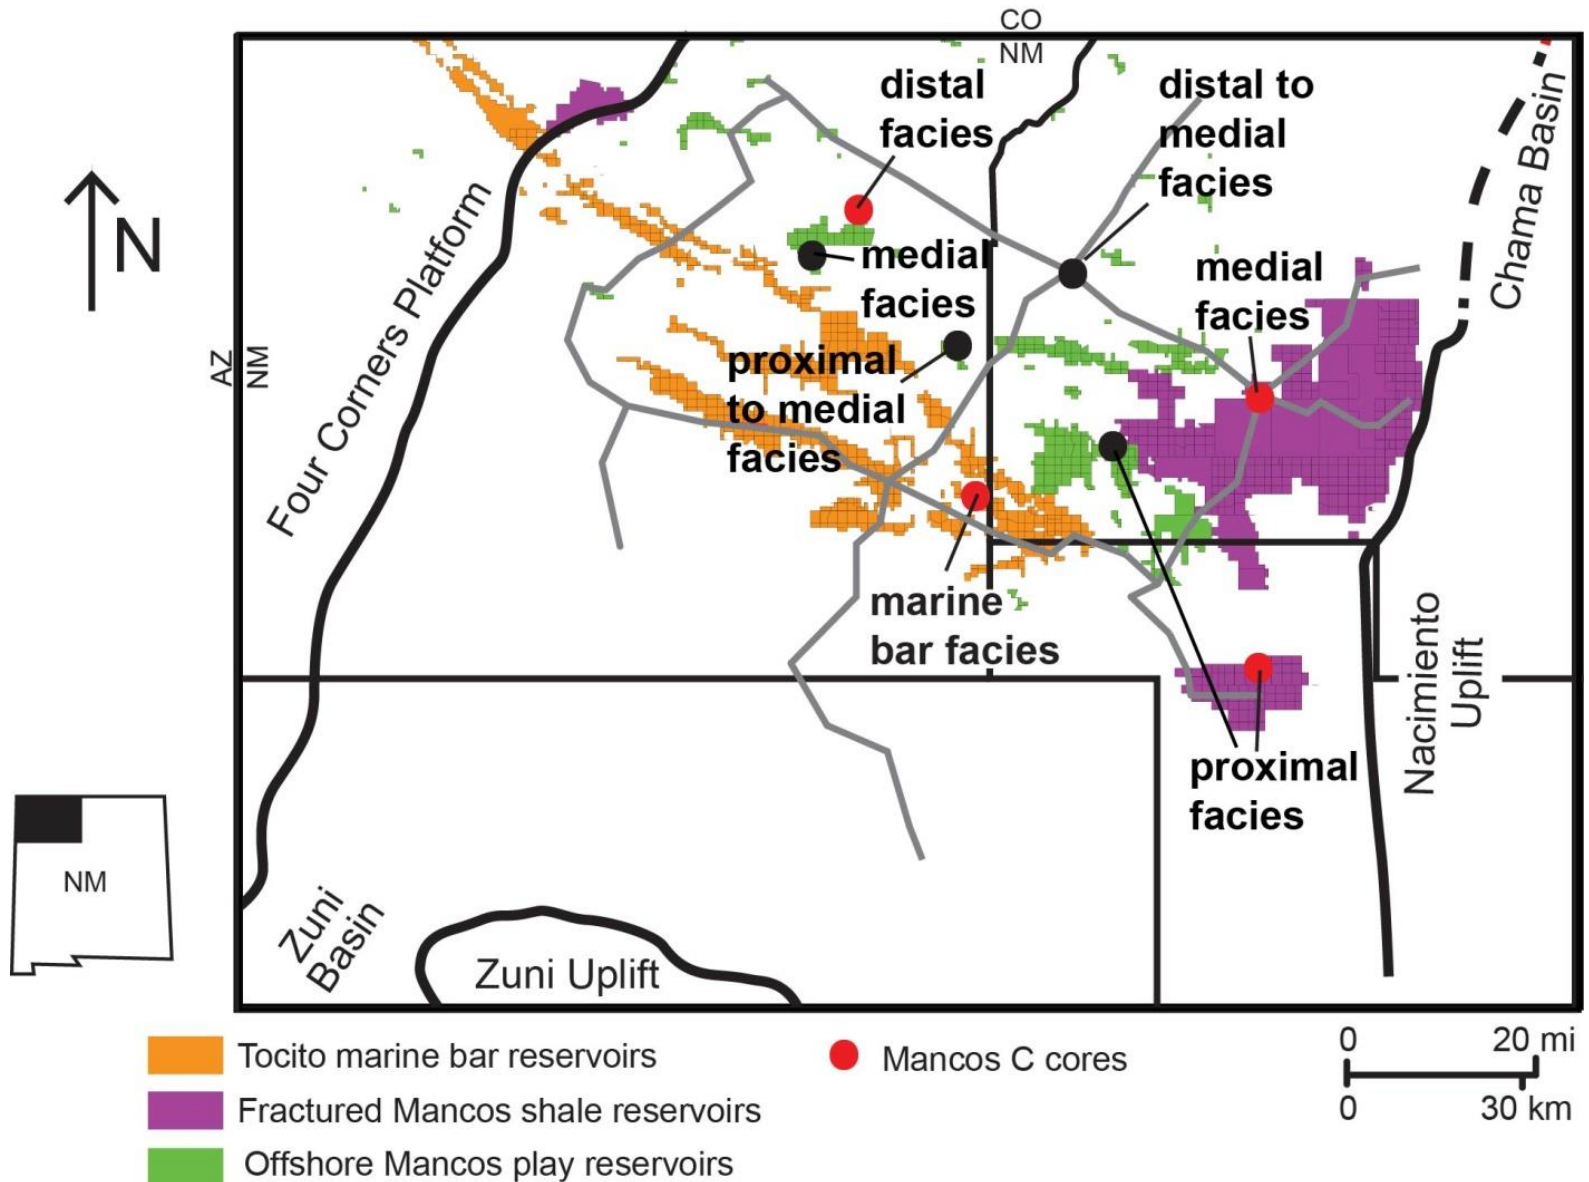 CO
NM
distal
facies
distal to
medial
facies
Chama Basin
N
Four Corners Platform
medial
facies
medial
facies
AZ
NM
proximal
to medial
facies
marine
bar facies
Nacimiento
Uplift
proximal
facies
NM
Zuni
Basin
Zuni Uplift
Tocito marine bar reservoirs
Fractured Mancos shale reservoirs
Offshore Mancos play reservoirs
Mancos C cores
0 20 mi
0 30 km